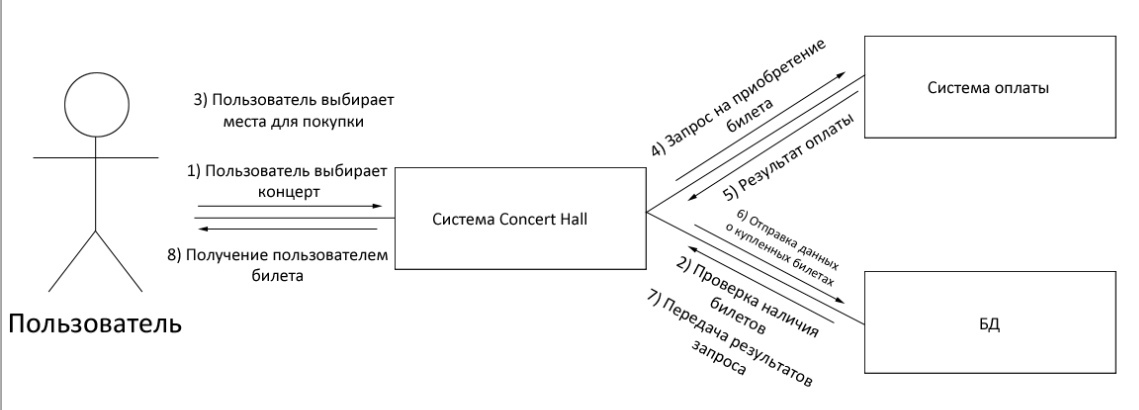 3) Пользователь выбирает
места для покупки
1) Пользователь выбирает
концерт
8) Получение пользователем
билета
Пользователь
Система Concert Hall
4) Запрос на приобретение
билета
5) Результат оплаты
Система оплаты
6) Отправка данных
о купленных билетах
2) Проверка наличия
билетов
7) Передача результатов
запроса
БД